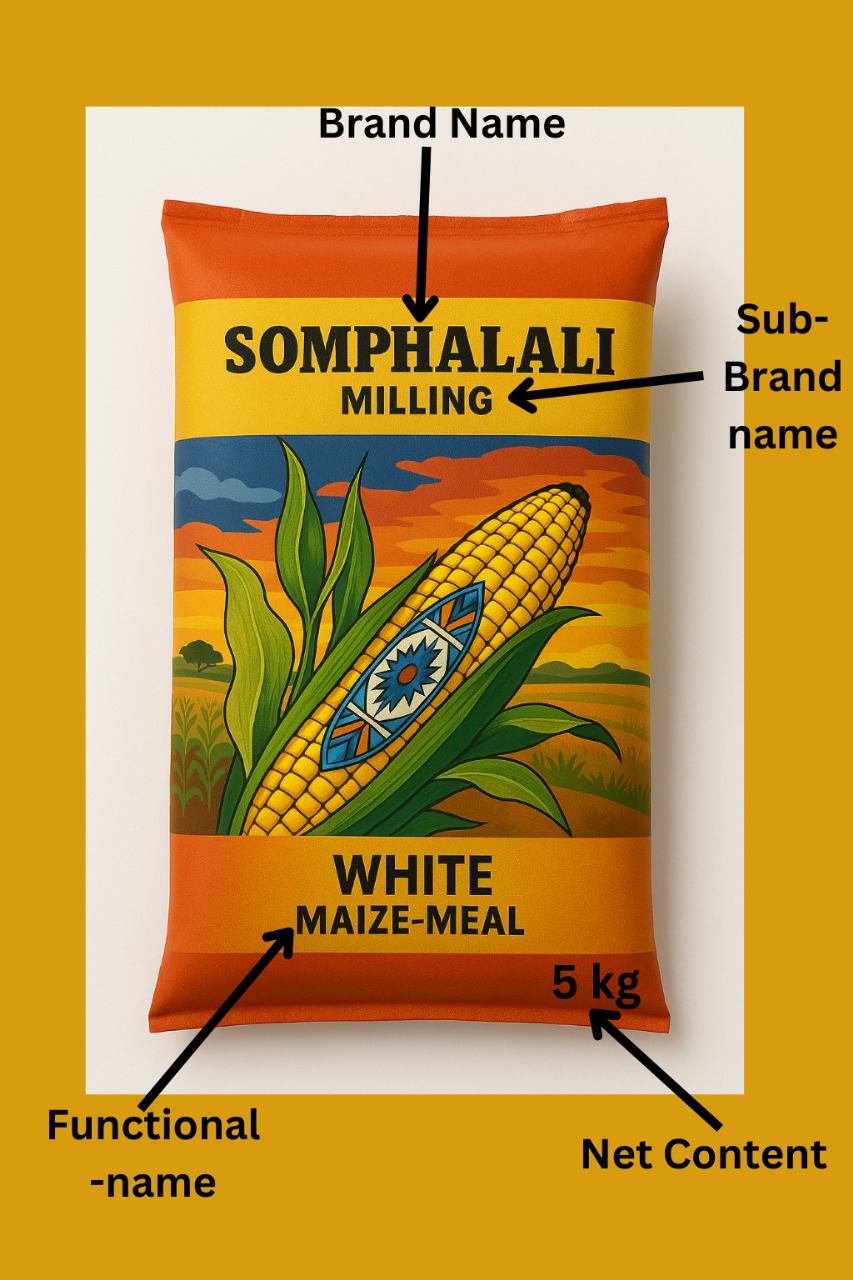 Brand Name
SOMPHALALI
MILLING
Sub-
Brand
name
WHITE
MAIZE-MEAL
5 kg
Functional
-name
Net Content